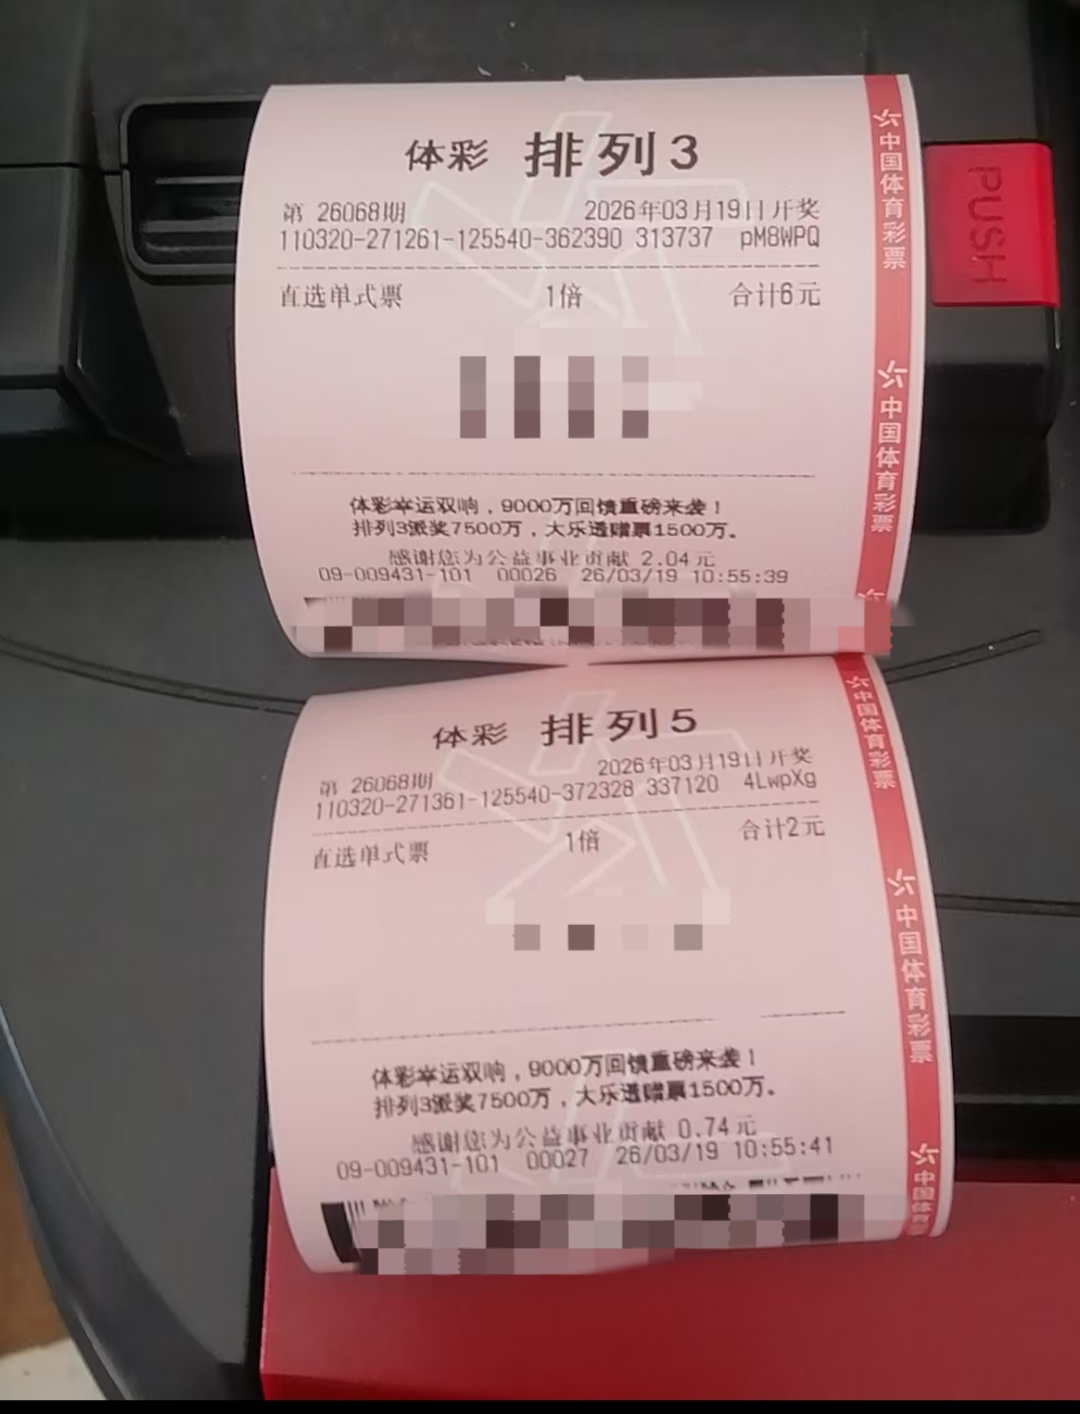 体彩 排列3
第 26068期 2026年03月19日开奖
110320-271261-125540-362390 313737 pM8WPQ
直选单式票 1倍 合计6元
体彩幸运双响，9000万回馈重磅来袭！
排列3派奖7500万，大乐透赠票1500万。
感谢您为公益事业贡献 2.04元
09-009431-101 00026 26/03/19 10:55:39
中国体育彩票
中国体育彩票
PUSH
体彩 排列5
第 26068期 2026年03月19日开奖
110320-271361-125540-372328 337120 4LwpXg
直选单式票 1倍 合计2元
体彩幸运双响，9000万回馈重磅来袭！
排列3派奖7500万，大乐透赠票1500万。
感谢您为公益事业贡献 0.74元
09-009431-101 00027 26/03/19 10:55:41
中国体育彩票
中国体育彩票
中国体育